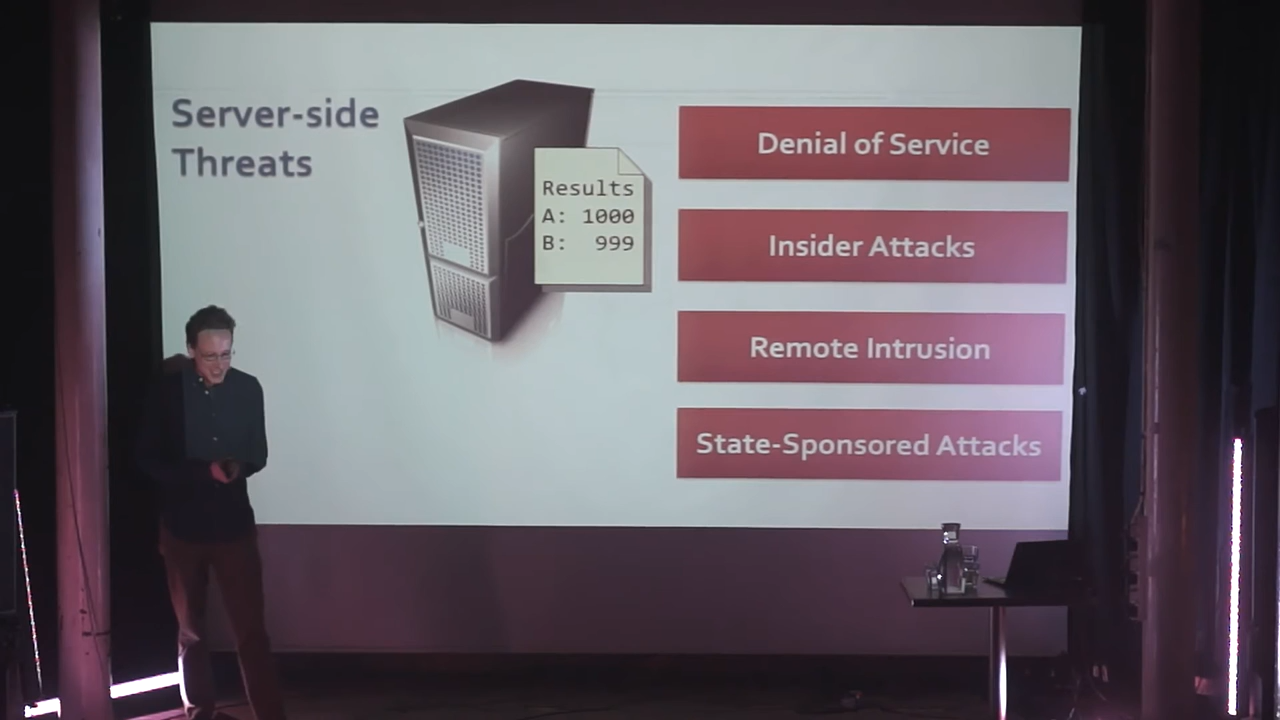 Server-side
Threats
Results
A: 1000
B: 999
Denial of Service
Insider Attacks
Remote Intrusion
State-Sponsored Attacks